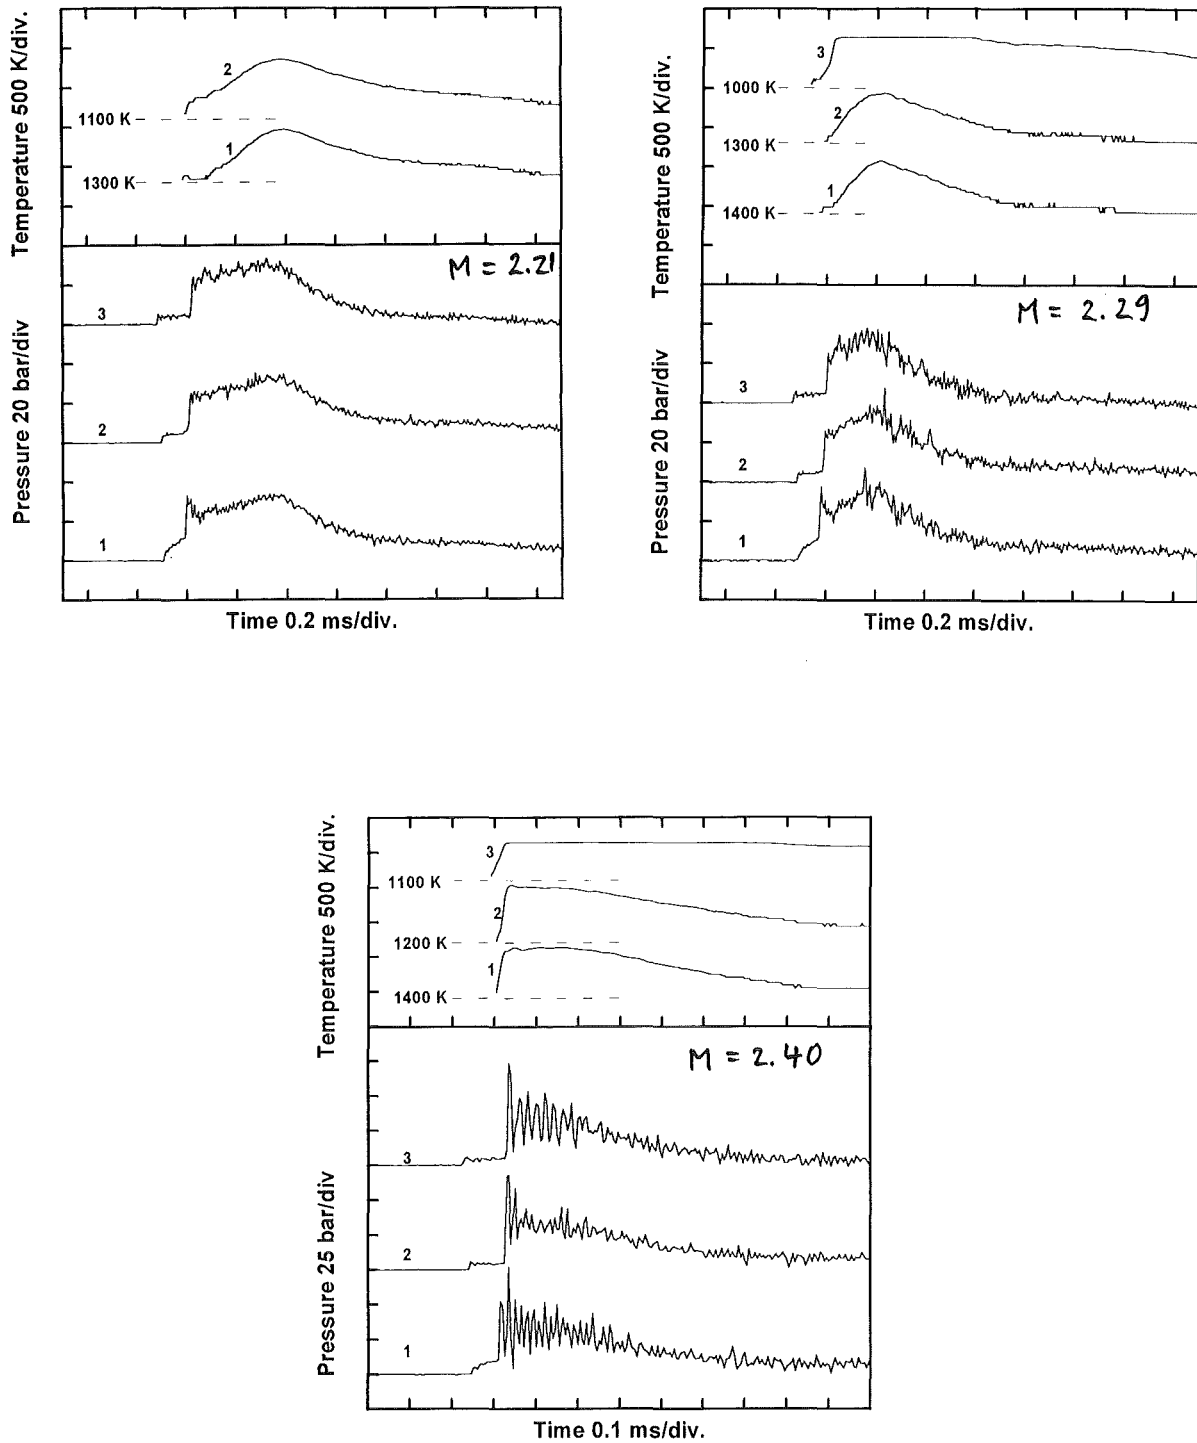 Temperature 500 K/div.
2
1100 K
1
1300 K
M = 2.21
Pressure 20 bar/div
3
2
1
Time 0.2 ms/div.
Temperature 500 K/div.
3
1000 K
2
1300 K
1
1400 K
M = 2.29
Pressure 20 bar/div
3
2
1
Time 0.2 ms/div.
Temperature 500 K/div.
3
1100 K
2
1200 K
1
1400 K
M = 2.40
Pressure 25 bar/div
3
2
1
Time 0.1 ms/div.